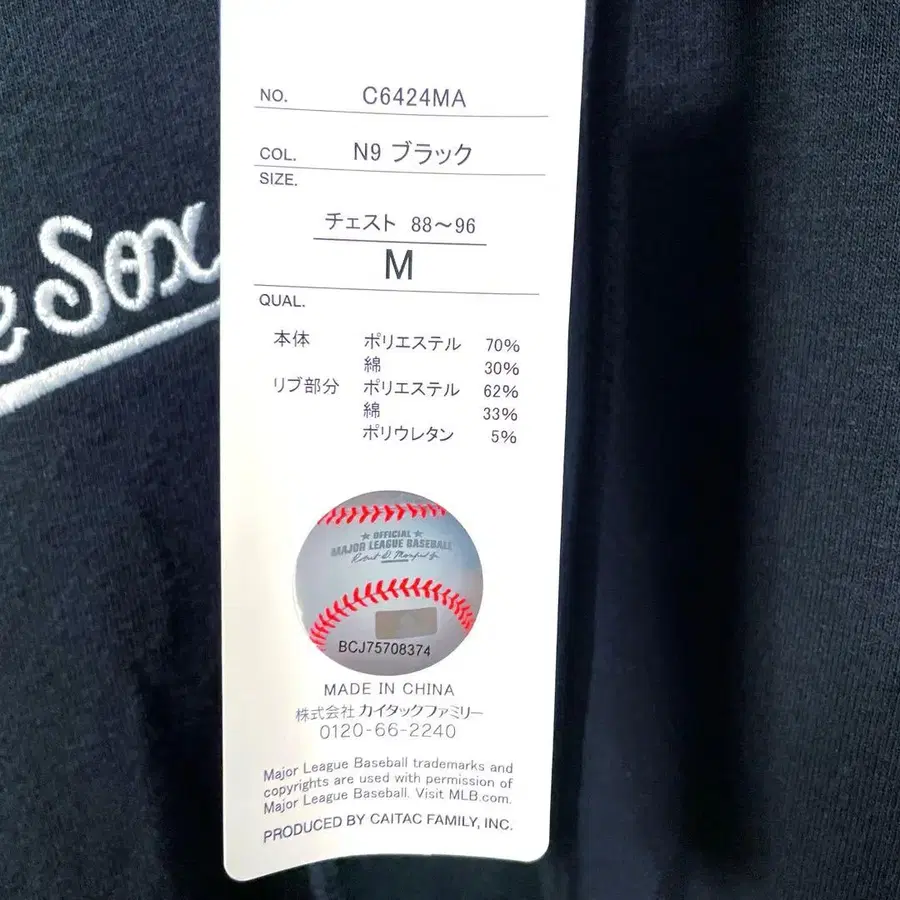 e Sox
NO. C6424MA
COL. N9 ブラック
SIZE.
チェスト 88～96
M
QUAL.
本体 ポリエステル 70%
綿 30%
リブ部分 ポリエステル 62%
綿 33%
ポリウレタン 5%
★ OFFICIAL ★
MAJOR LEAGUE BASEBALL
BCJ75708374
MADE IN CHINA
株式会社 カイタックファミリー
0120-66-2240
Major League Baseball trademarks and
copyrights are used with permission of
Major League Baseball. Visit MLB.com.
PRODUCED BY CAITAC FAMILY, INC.